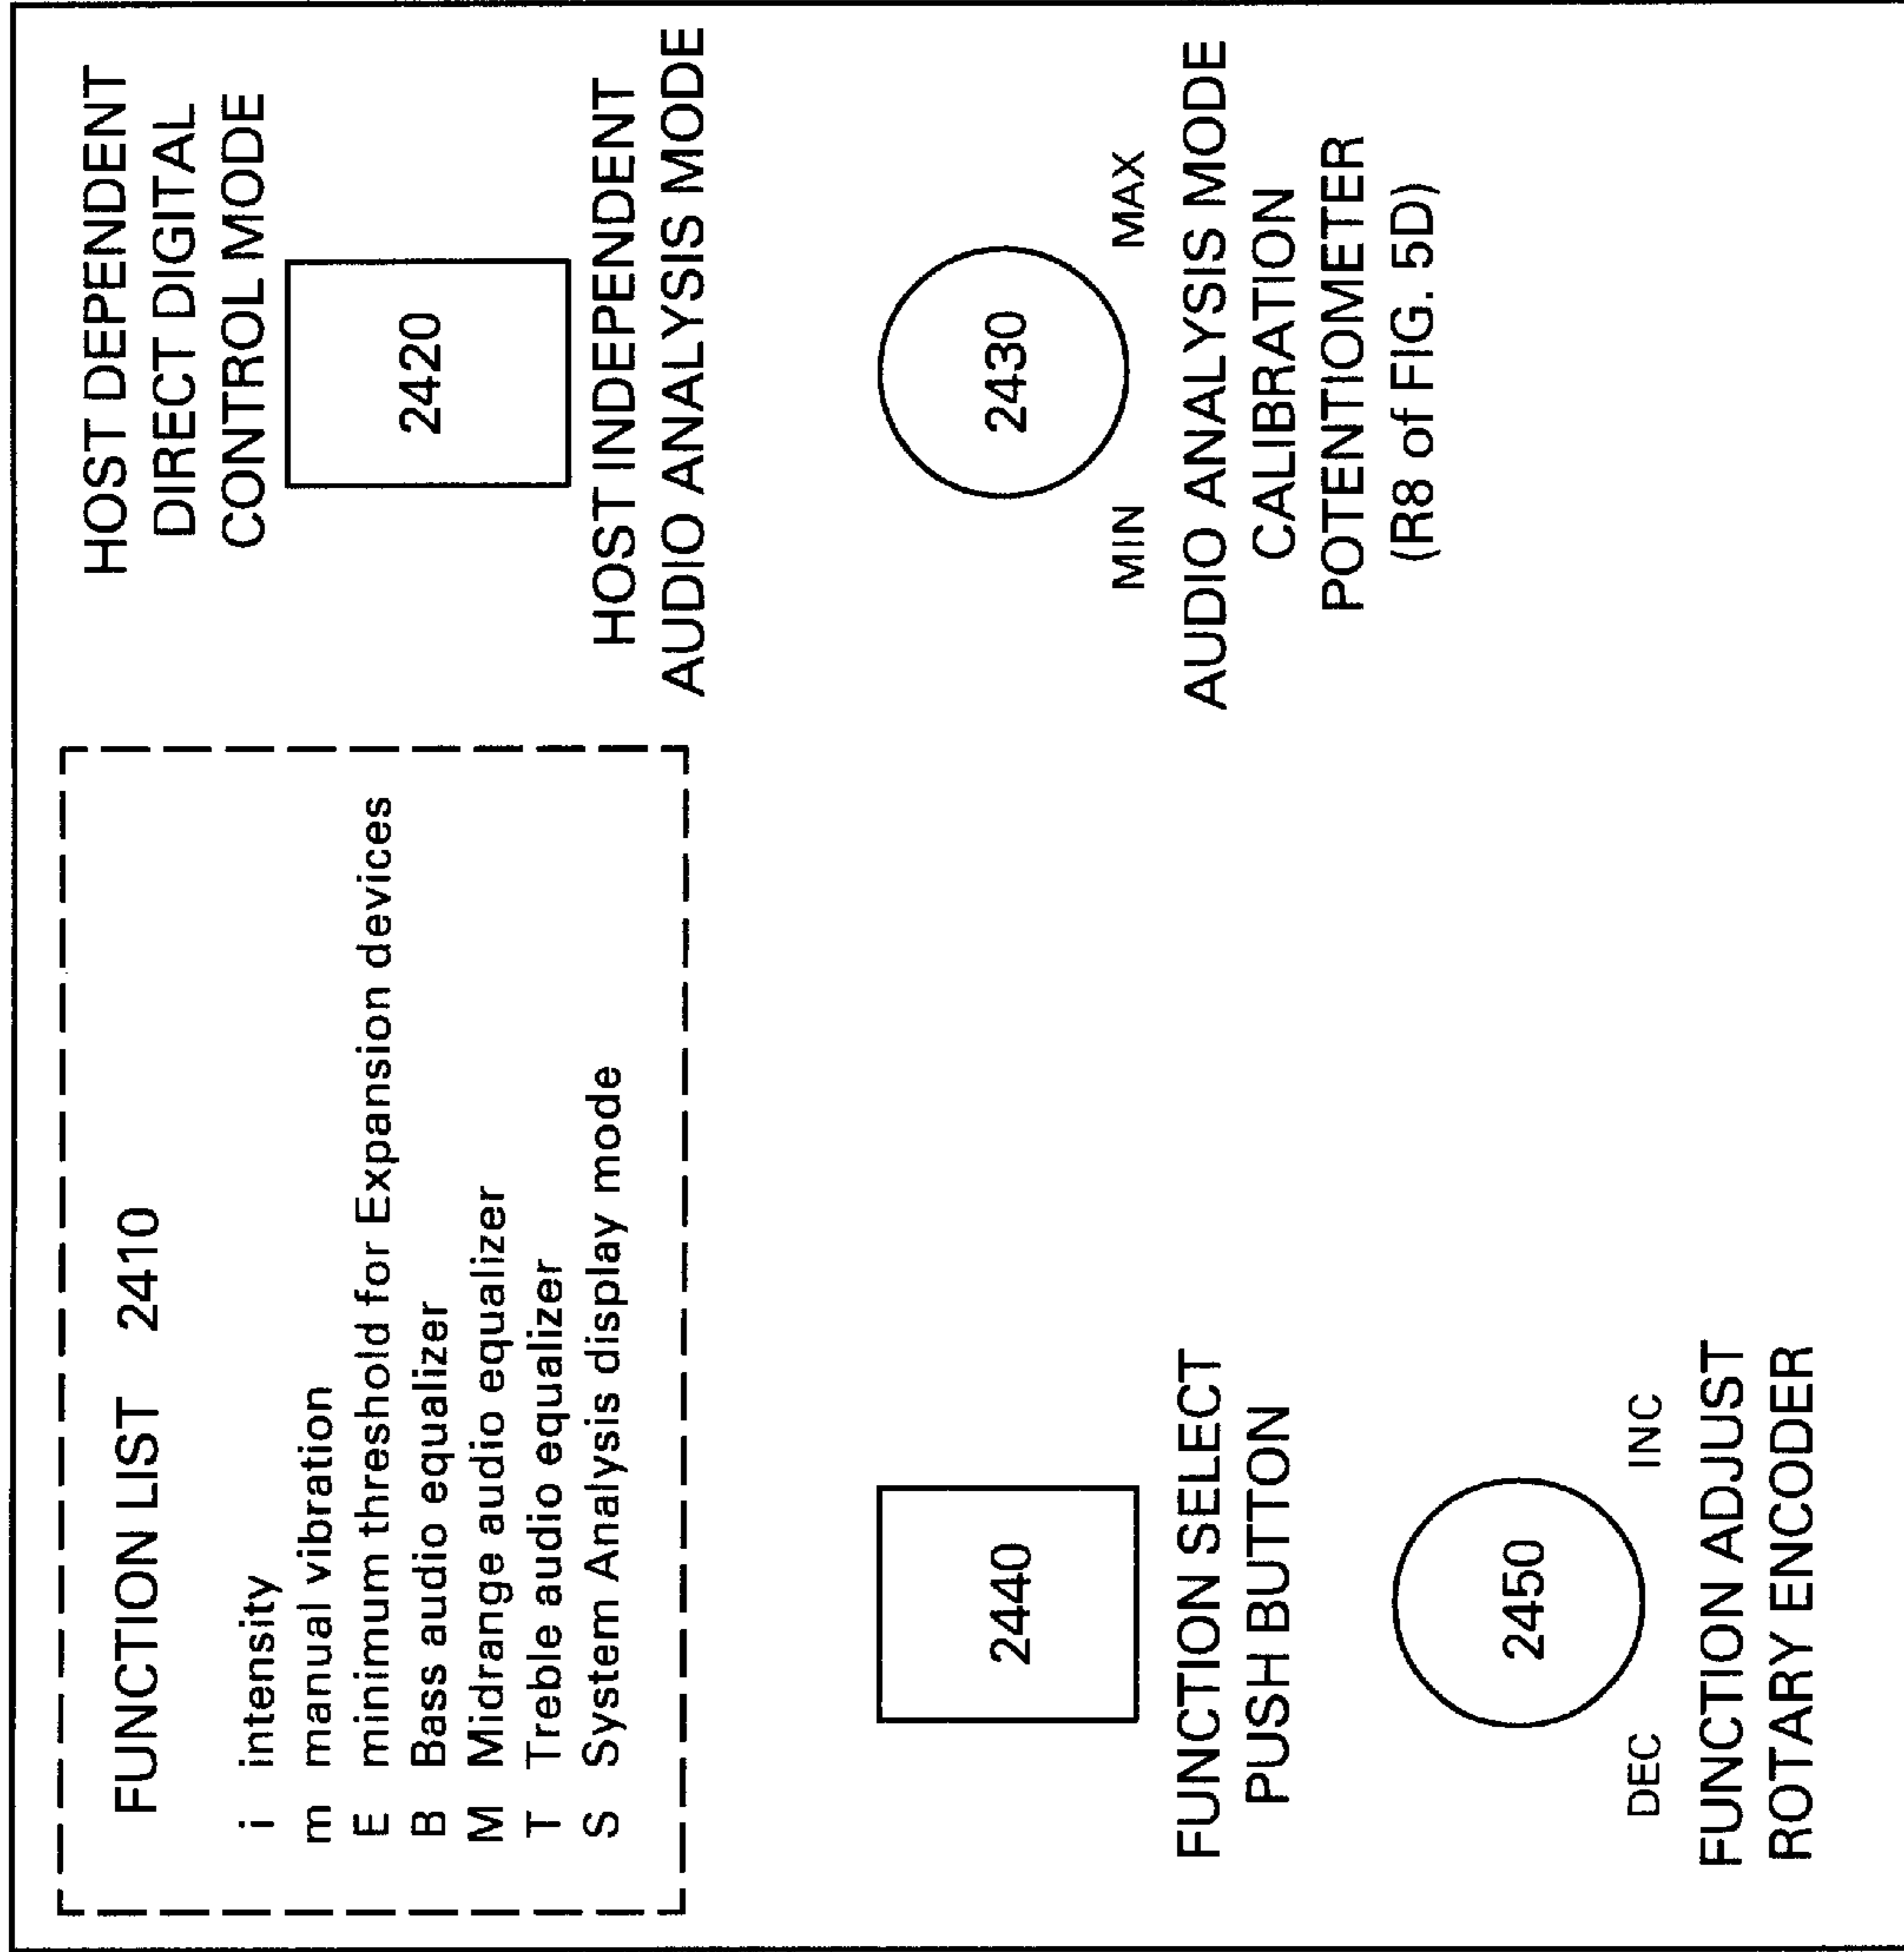 FUNCTION LIST 2410
i intensity
m manual vibration
E minimum threshold for Expansion devices
B Bass audio equalizer
M Midrange audio equalizer
T Treble audio equalizer
S System Analysis display mode
HOST DEPENDENT
DIRECT DIGITAL
CONTROL MODE
2420
HOST INDEPENDENT
AUDIO ANALYSIS MODE
2440
FUNCTION SELECT
PUSH BUTTON
2430
MIN MAX
AUDIO ANALYSIS MODE
CALIBRATION
POTENTIOMETER
(R8 of FIG. 5D)
2450
DEC INC
FUNCTION ADJUST
ROTARY ENCODER